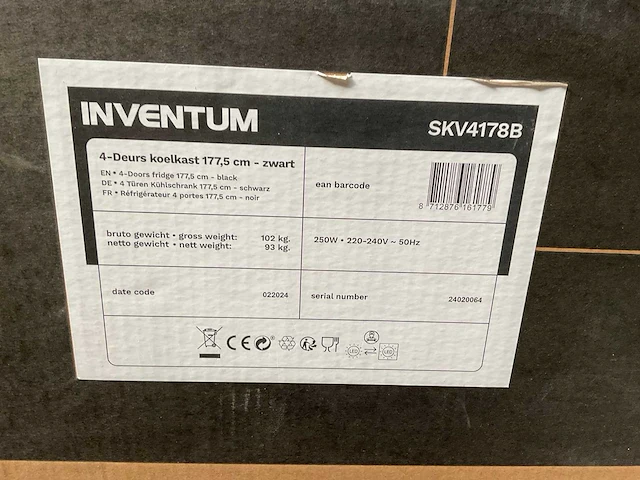 INVENTUM
SKV4178B
4-Deurs koelkast 177,5 cm - zwart
EN • 4-Doors fridge 177,5 cm - black
DE • 4 Türen Kühlschrank 177,5 cm - schwarz
FR • Réfrigérateur 4 portes 177,5 cm - noir
ean barcode
8 712876 161779
bruto gewicht • gross weight: 102 kg.
netto gewicht • nett weight: 93 kg.
250W • 220-240V ~ 50Hz
date code 022024
serial number 24020064
CE
LED LED